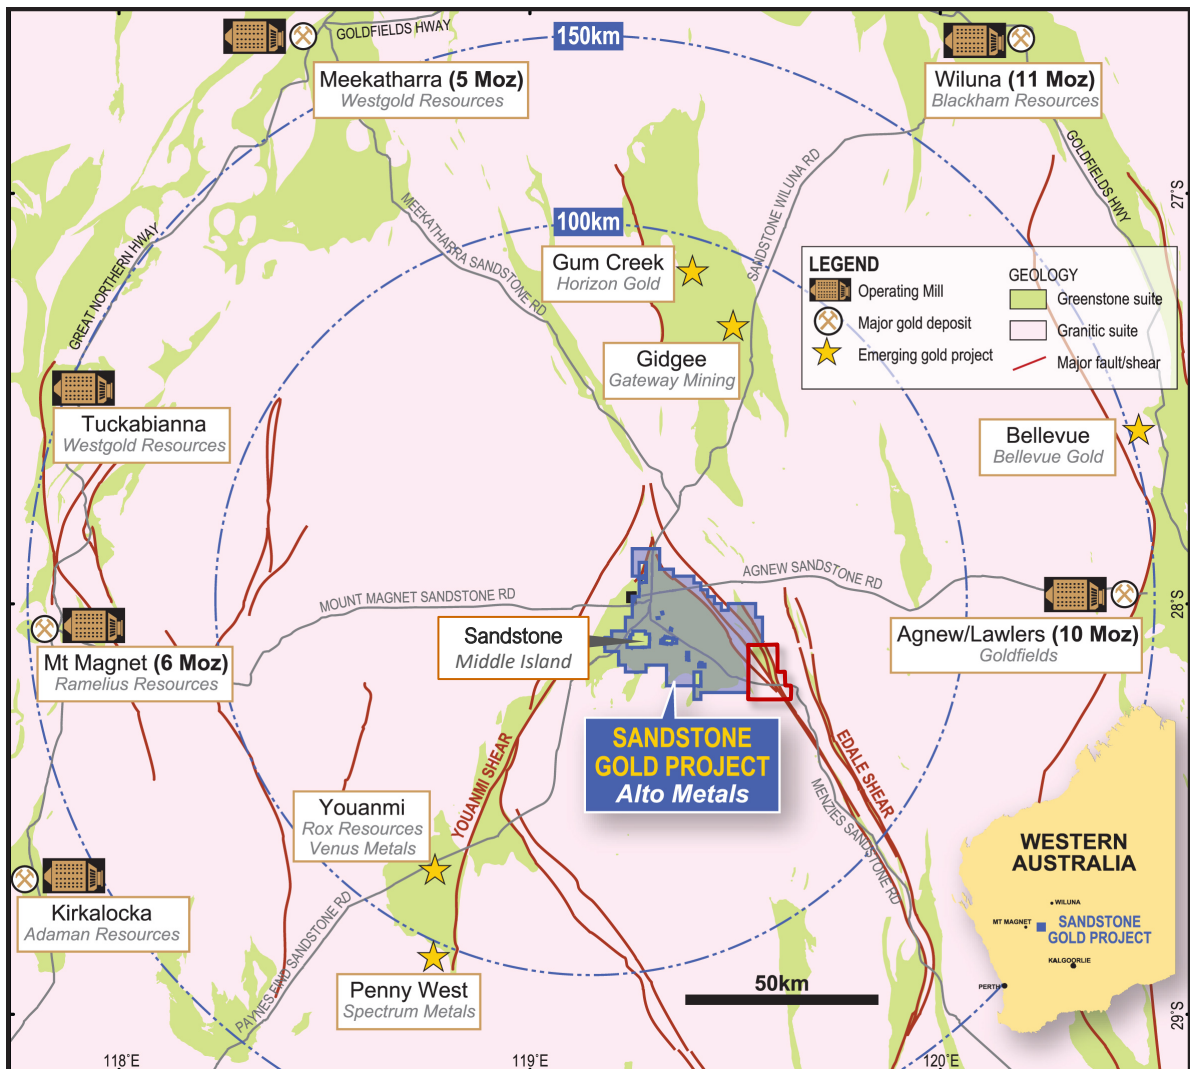 GOLDFIELDS HWAY
150km
Meekatharra (5 Moz)
Westgold Resources
Wiluna (11 Moz)
Blackham Resources
GOLDFIELDS HWY
SANDSTONE WILUNA RD
27°S
MEEKATHARRA SANDSTONE RD
100km
GREAT NORTHERN HWAY
Gum Creek
Horizon Gold
LEGEND
Operating Mill
Major gold deposit
Emerging gold project
GEOLOGY
Greenstone suite
Granitic suite
Major fault/shear
Gidgee
Gateway Mining
Tuckabianna
Westgold Resources
Bellevue
Bellevue Gold
AGNEW SANDSTONE RD
MOUNT MAGNET SANDSTONE RD
28°S
Sandstone
Middle Island
Agnew/Lawlers (10 Moz)
Goldfields
Mt Magnet (6 Moz)
Ramelius Resources
SANDSTONE
GOLD PROJECT
Alto Metals
YOUANMI SHEAR
EDALE SHEAR
MENZIES SANDSTONE RD
Youanmi
Rox Resources
Venus Metals
WESTERN
AUSTRALIA
WILUNA
MT MAGNET
SANDSTONE
GOLD PROJECT
KALGOORLIE
PERTH
Kirkalocka
Adaman Resources
PAYNES FIND SANDSTONE RD
Penny West
Spectrum Metals
50km
29°S
118°E
119°E
120°E